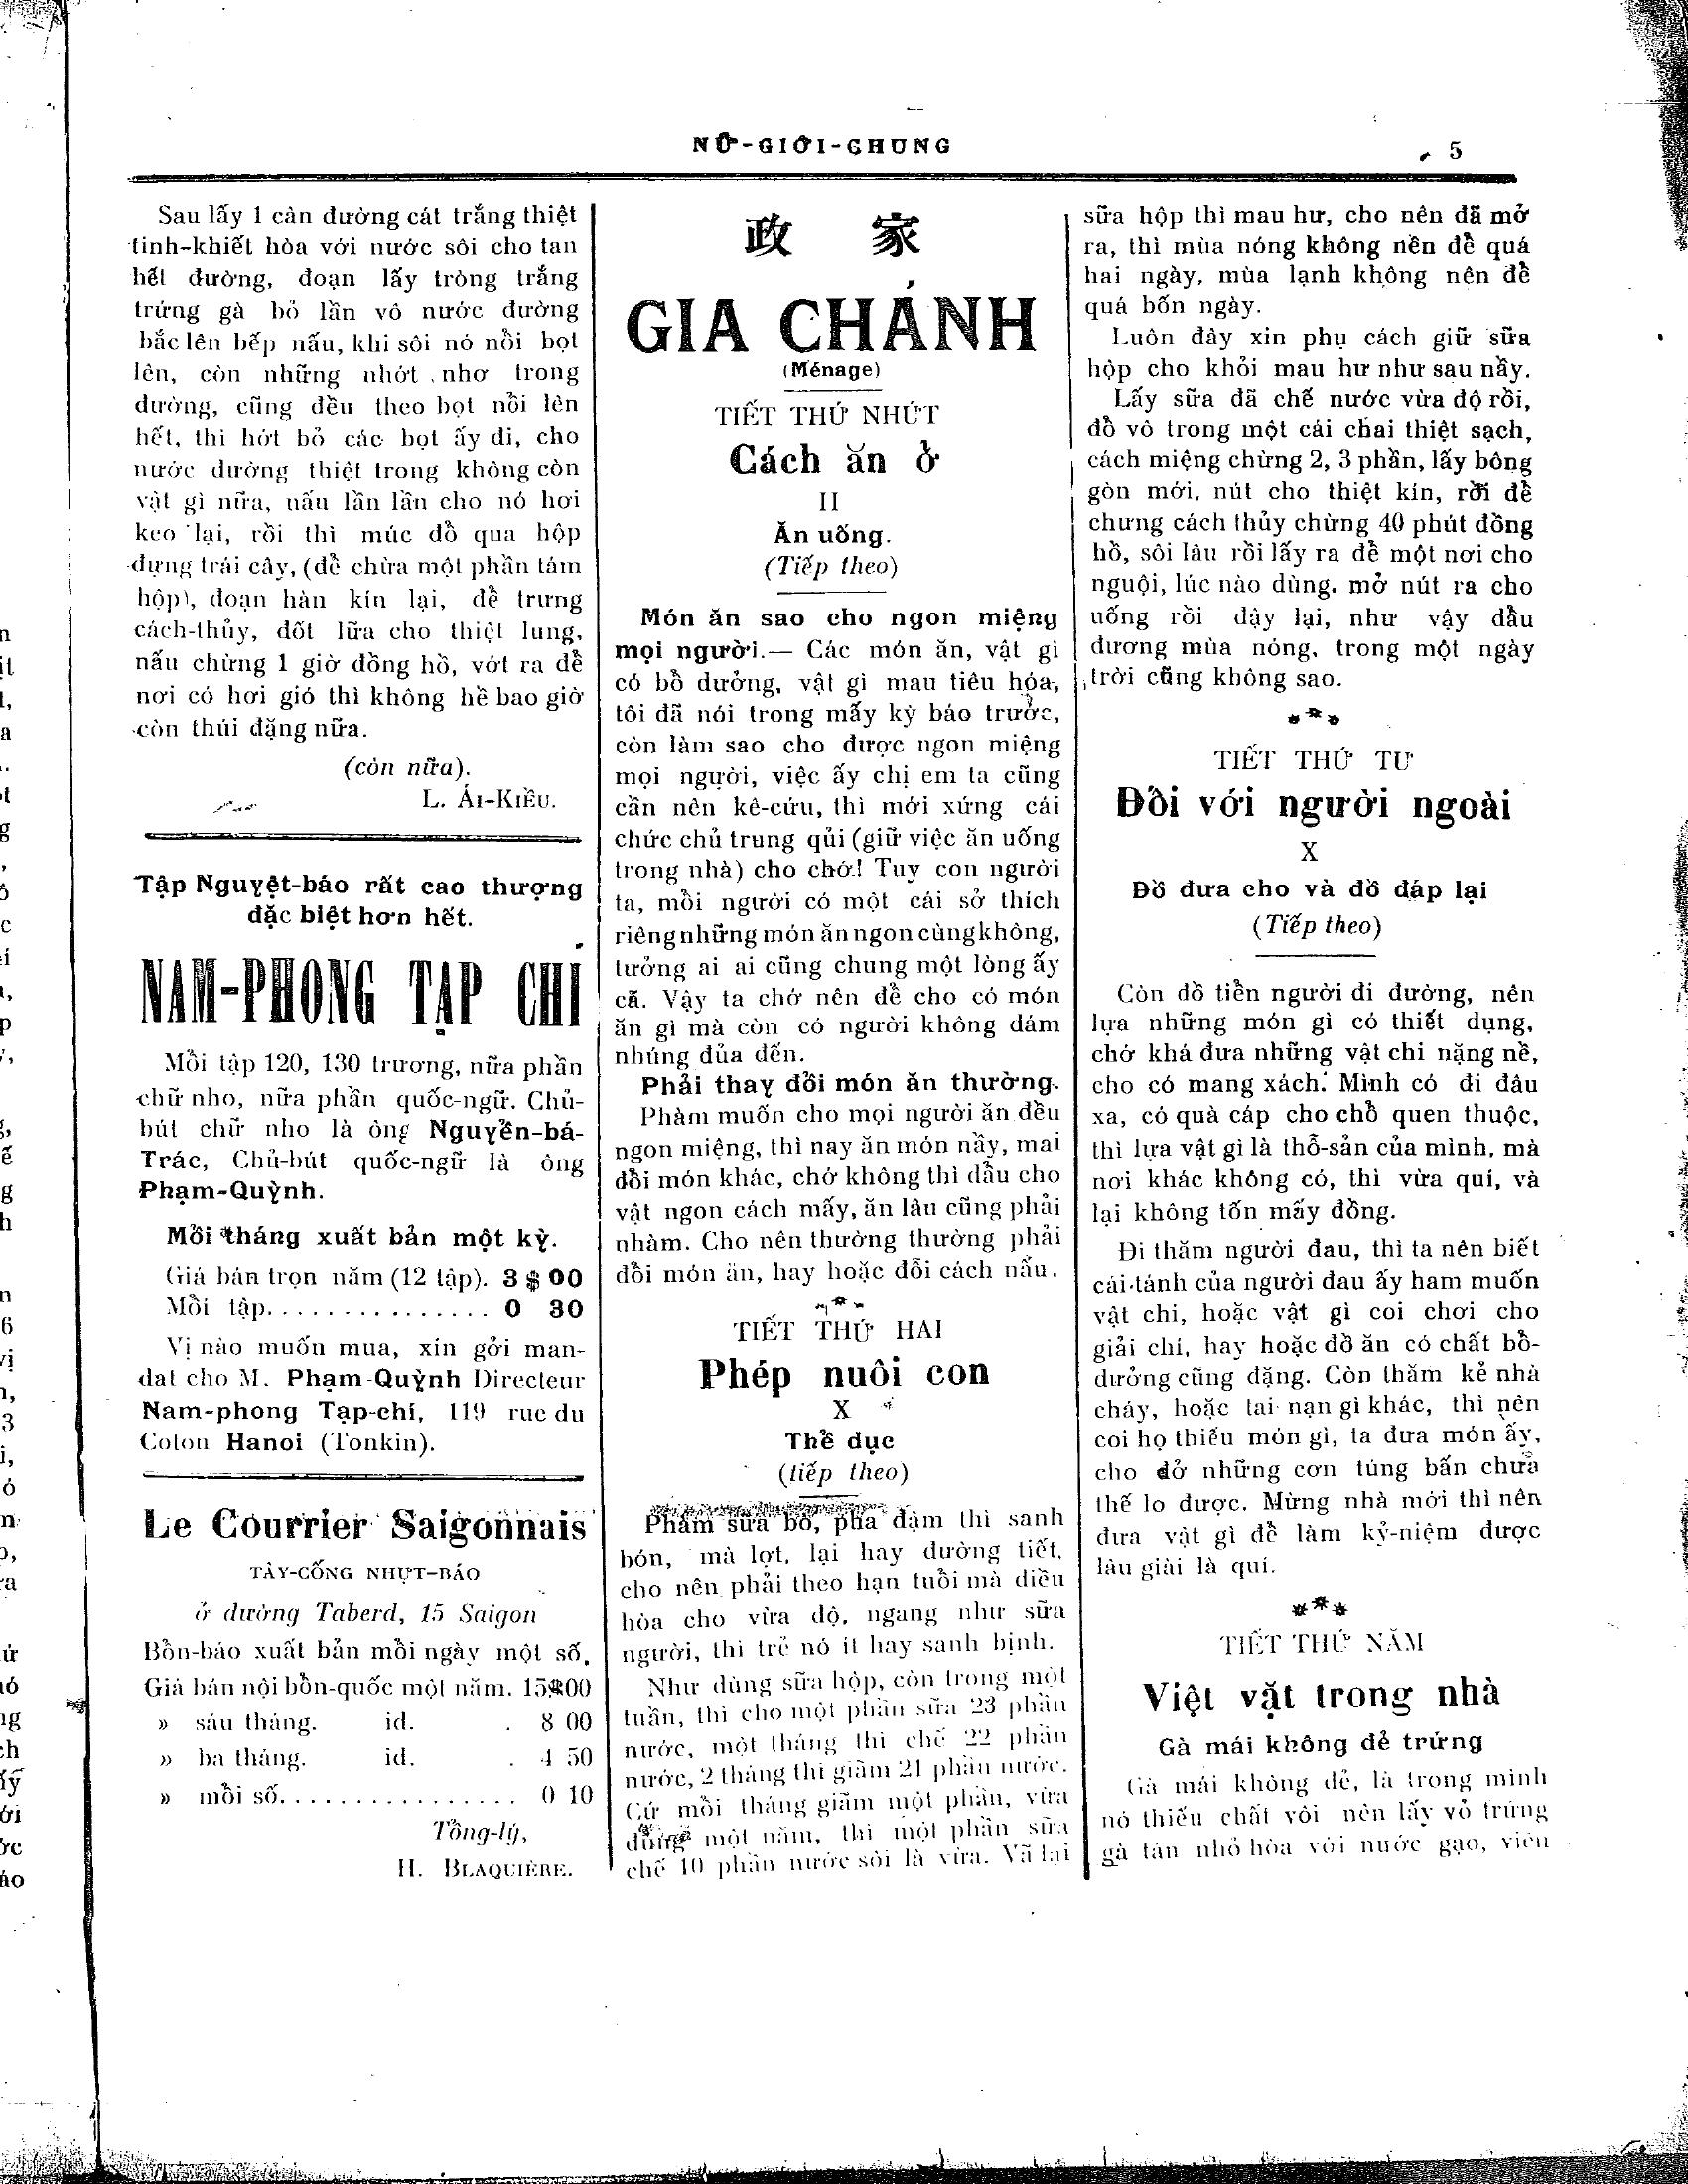 NỮ-GIỚI-CHUNG
5
Sau lấy 1 càn đường cát trắng thiệt
tinh-khiết hòa với nước sôi cho tan
hết đường, đoạn lấy tròng trắng
trứng gà bỏ lần vô nước đường
bắc lên bếp nấu, khi sôi nó nổi bọt
lên, còn những nhớt nhơ trong
đường, cũng đều theo bọt nổi lên
hết, thì hớt bỏ các bọt ấy đi, cho
nước dường thiệt trong không còn
vật gì nữa, nấu lần lần cho nó hơi
keo lại, rồi thì múc đổ qua hộp
đựng trái cây, (để chừa một phần tám
hộp), đoạn hàn kín lại, để trưng
cách-thủy, đốt lữa cho thiệt lung,
nấu chừng 1 giờ đồng hồ, vớt ra để
nơi có hơi gió thì không hề bao giờ
còn thúi đặng nữa.
(còn nữa).
L. ÁI-KIỀU.
Tập Nguyệt-báo rất cao thượng
đặc biệt hơn hết.
NAM-PHONG TẠP CHÍ
Mỗi tập 120, 130 trương, nữa phần
chữ nho, nữa phần quốc-ngữ. Chủ-
bút chữ nho là ông Nguyễn-bá-
Trác, Chủ-bút quốc-ngữ là ông
Phạm-Quỳnh.
Mỗi tháng xuất bản một kỳ.
Giá bán trọn năm (12 tập). 3 $ 00
Mỗi tập. . . . . . . . . . . . . . . 0 30
Vị nào muốn mua, xín gởi man-
dat cho M. Phạm-Quỳnh Directeur
Nam-phong Tạp-chí, 119 rue du
Coton Hanoi (Tonkin).
Le Courrier Saigonnais
TÂY-CỐNG NHỰT-BÁO
ở đường Taberd, 15 Saigon
Bổn-báo xuất bản mỗi ngày một số.
Giá bán nội bổn-quốc một năm. 15$00
» sáu tháng. id. . 8 00
» ba tháng. id. . 4 50
» mỗi số. . . . . . . . . . . . . . . . 0 10
Tổng-lý,
H. BLAQUIÈRE.
政 家
GIA CHÁNH
(Ménage)
TIẾT THỨ NHỨT
Cách ăn ở
II
Ăn uống.
(Tiếp theo)
Món ăn sao cho ngon miệng
mọi người.— Các món ăn, vật gì
có bổ dưởng, vật gì mau tiêu hóa,
tôi đã nói trong mấy kỳ báo trước,
còn làm sao cho được ngon miệng
mọi người, việc ấy chị em ta cũng
cần nên kê-cứu, thì mới xứng cái
chức chủ trung qủi (giữ việc ăn uống
trong nhà) cho chớ! Tuy con người
ta, mỗi người có một cái sở thích
riêng những món ăn ngon cùng không,
tưởng ai ai cũng chung một lòng ấy
cả. Vậy ta chớ nên để cho có món
ăn gì mà còn có người không dám
nhúng đủa đến.
Phải thay đổi món ăn thường.
Phàm muốn cho mọi người ăn đều
ngon miệng, thì nay ăn món nầy, mai
đổi món khác, chớ không thì dẫu cho
vật ngon cách mấy, ăn lâu cũng phải
nhàm. Cho nên thường thường phải
đổi món ăn, hay hoặc đổi cách nấu.
TIẾT THỨ HAI
Phép nuôi con
X
Thể dục
(tiếp theo)
Phàm sữa bò, pha đậm thì sanh
bón, mà lợt, lại hay đường tiết,
cho nên phải theo hạn tuổi mà điều
hòa cho vừa độ, ngang như sữa
người, thì trẻ nó ít hay sanh bịnh.
Như dùng sữa hộp, còn trong một
tuần, thì cho một phần sữa 23 phần
nước, một tháng thì chế 22 phần
nước, 2 tháng thì giãm 21 phần nước.
Cứ mỗi tháng giãm một phần, vừa
đúng một năm, thì một phần sữa
chế 10 phần nước sôi là vừa. Vã lại
sữa hộp thì mau hư, cho nên đã mở
ra, thì mùa nóng không nên để quá
hai ngày, mùa lạnh không nên để
quá bốn ngày.
Luôn đây xin phụ cách giữ sữa
hộp cho khỏi mau hư như sau nầy.
Lấy sữa đã chế nước vừa độ rồi,
đổ vô trong một cái chai thiệt sạch,
cách miệng chừng 2, 3 phần, lấy bông
gòn mới, nút cho thiệt kín, rồi để
chưng cách thủy chừng 40 phút đồng
hồ, sôi lâu rồi lấy ra để một nơi cho
nguội, lúc nào dùng. mở nút ra cho
uống rồi đậy lại, như vậy dẫu
đương mùa nóng, trong một ngày
trời cũng không sao.
TIẾT THỨ TƯ
Đối với người ngoài
X
Đồ đưa cho và đồ đáp lại
(Tiếp theo)
Còn đồ tiễn người đi đường, nên
lựa những món gì có thiết dụng,
chớ khá đưa những vật chi nặng nề,
cho có mang xách. Mình có đi đâu
xa, có quà cáp cho chỗ quen thuộc,
thì lựa vật gì là thổ-sản của mình, mà
nơi khác không có, thì vừa quí, và
lại không tốn mấy đồng.
Đi thăm người đau, thì ta nên biết
cái tánh của người đau ấy ham muốn
vật chi, hoặc vật gì coi chơi cho
giải chí, hay hoặc đồ ăn có chất bổ-
dưởng cũng đặng. Còn thăm kẻ nhà
cháy, hoặc tai nạn gì khác, thì nên
coi họ thiếu món gì, ta đưa món ấy,
cho đở những cơn túng bấn chưa
thế lo được. Mừng nhà mới thì nên
đưa vật gì để làm kỷ-niệm được
lâu giài là quí.
TIẾT THỨ NĂM
Việt vặt trong nhà
Gà mái không đẻ trứng
Gà mái không đẻ, là trong mình
nó thiếu chất vôi nên lấy vỏ trứng
gà tán nhỏ hòa với nước gạo, viên